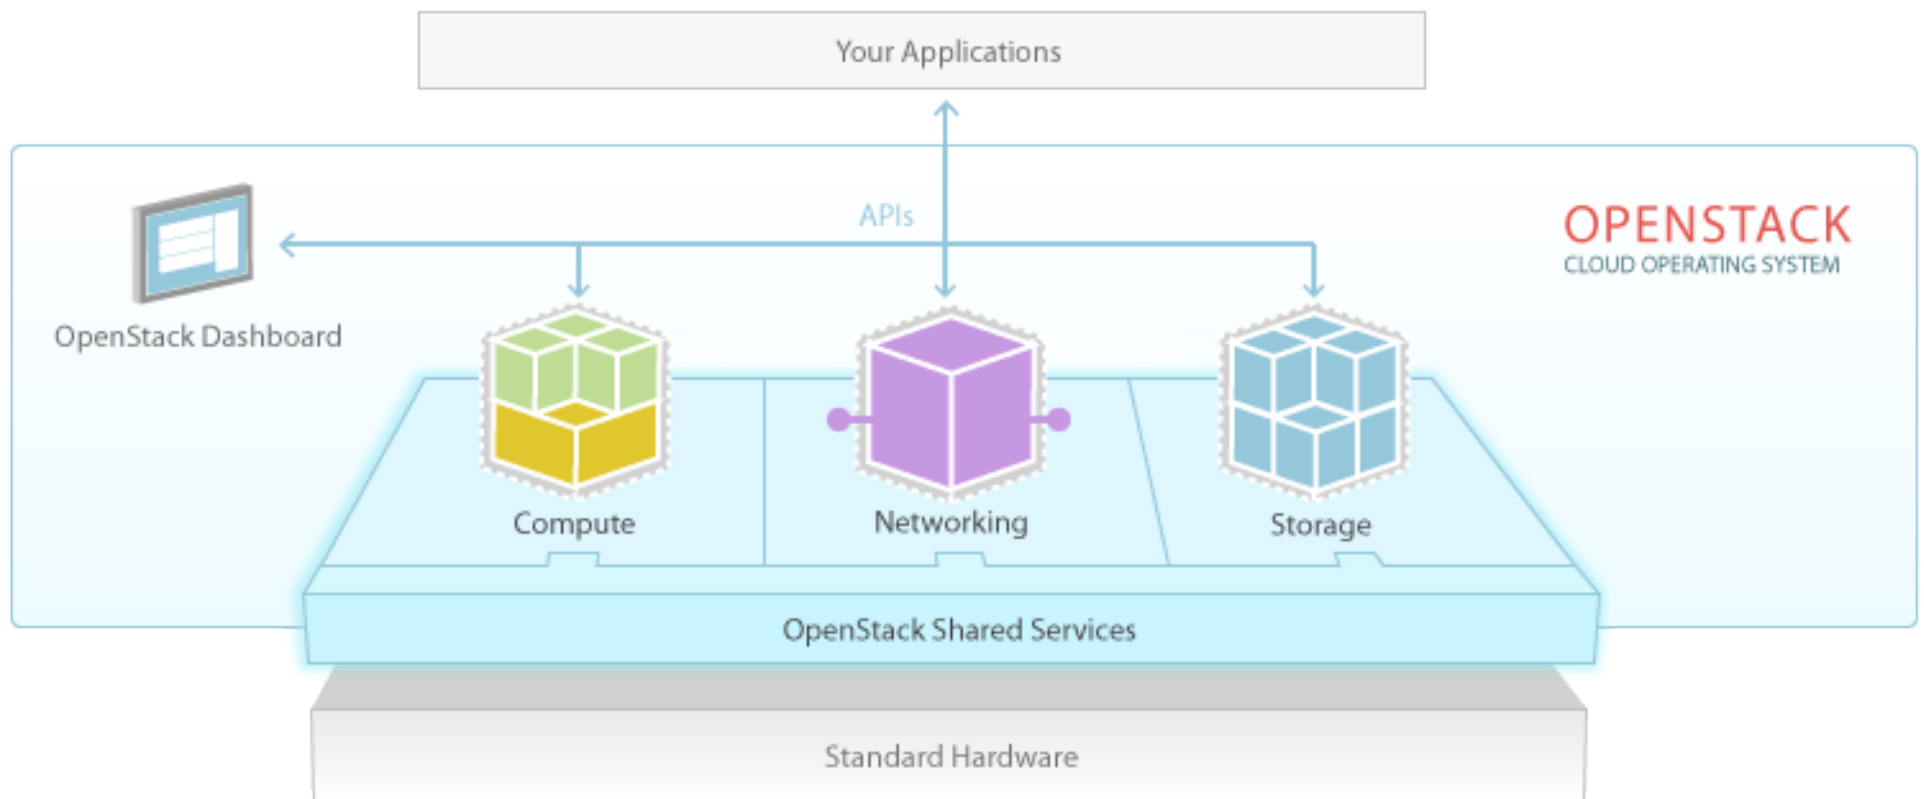 Your Applications
APIs
OPENSTACK
CLOUD OPERATING SYSTEM
OpenStack Dashboard
Compute
Networking
Storage
OpenStack Shared Services
Standard Hardware